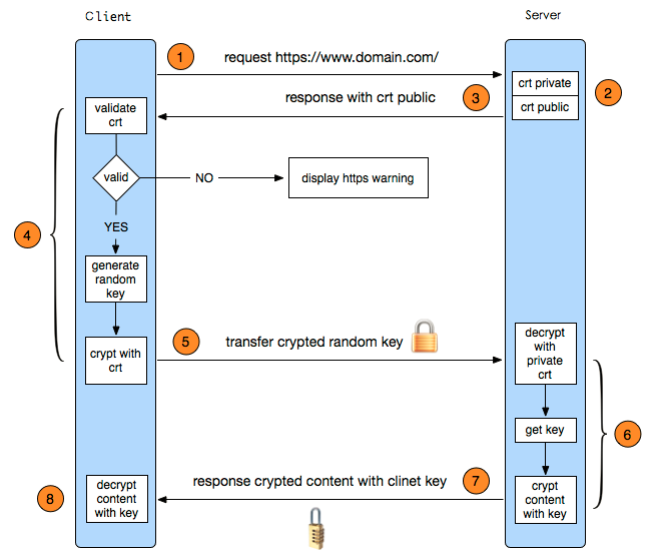 Client
Server
1
request https://www.domain.com/
crt private
crt public
2
response with crt public
3
validate
crt
valid
NO
display https warning
YES
4
generate
random
key
crypt with
crt
5
transfer crypted random key
decrypt
with
private
crt
get key
6
crypt
content
with key
7
response crypted content with clinet key
8
decrypt
content
with key